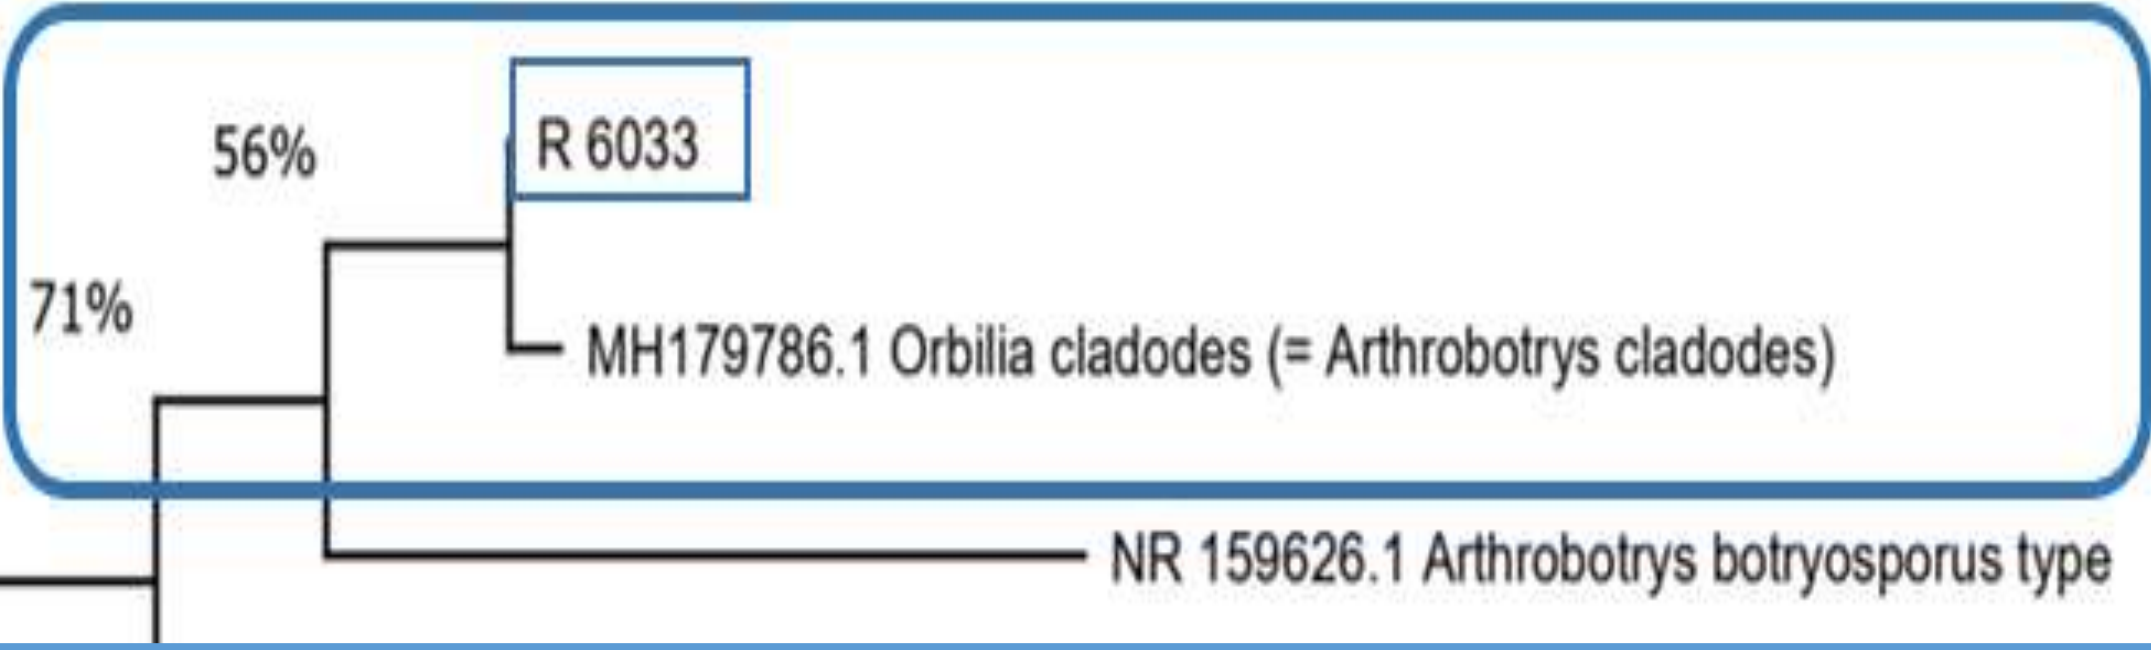 R 6033
56%
71%
MH179786.1 Orbilia cladodes (= Arthrobotrys cladodes)
NR 159626.1 Arthrobotrys botryosporus type